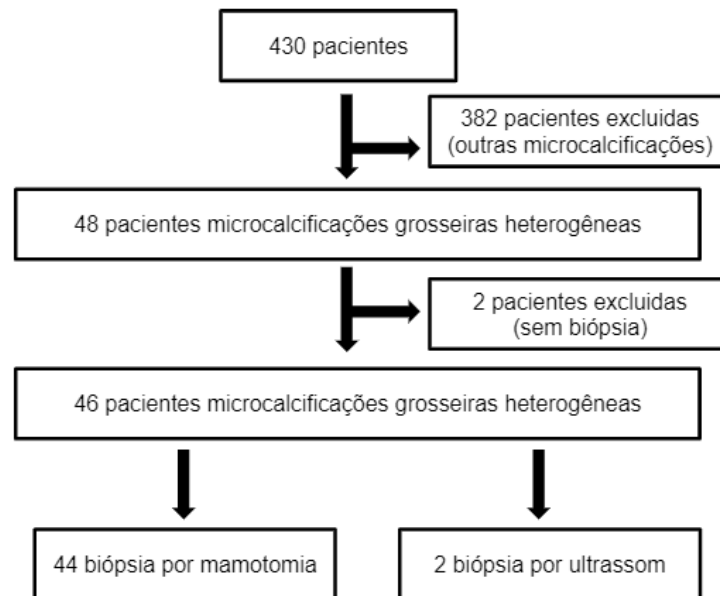 430 pacientes
382 pacientes excluidas
(outras microcalcificações)
48 pacientes microcalcificações grosseiras heterogêneas
2 pacientes excluidas
(sem biópsia)
46 pacientes microcalcificações grosseiras heterogêneas
44 biópsia por mamotomia
2 biópsia por ultrassom